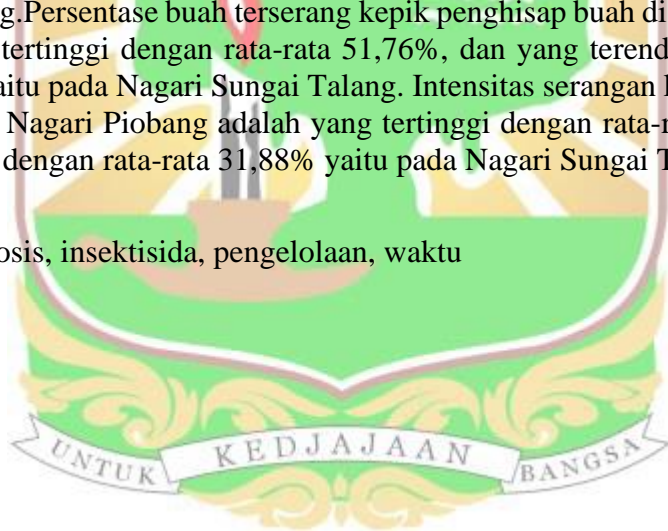 g.Persentase buah terserang kepik penghisap buah di
tertinggi dengan rata-rata 51,76%, dan yang terend
aitu pada Nagari Sungai Talang. Intensitas serangan
Nagari Piobang adalah yang tertinggi dengan rata-r
dengan rata-rata 31,88% yaitu pada Nagari Sungai T
osis, insektisida, pengelolaan, waktu
UNTUK KEDJAJAAN BANGSA